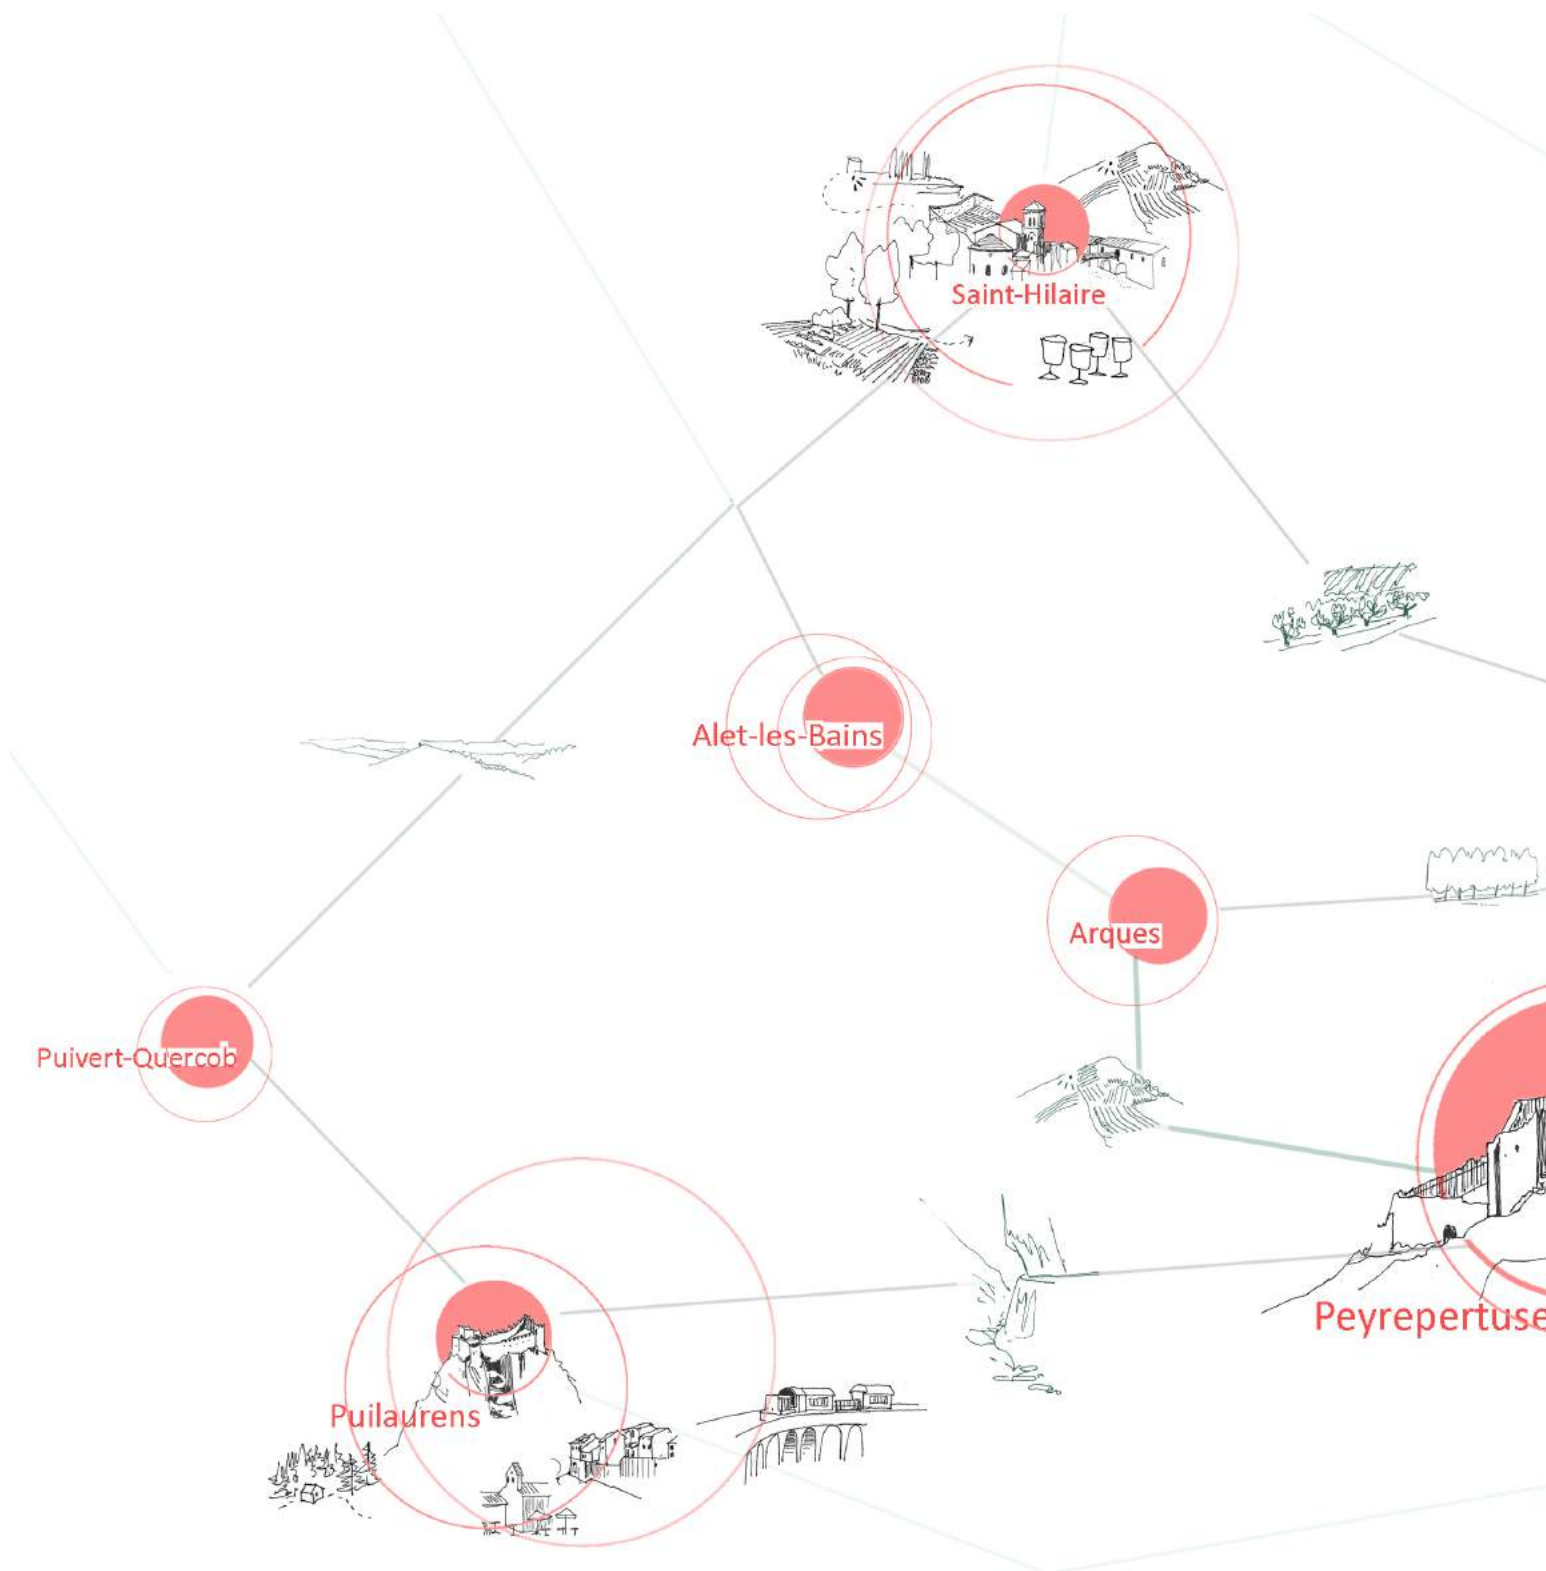 Saint-Hilaire
Alet-les-Bains
Arques
Puivert-Quercob
Peyrepertuse
Puilaurens